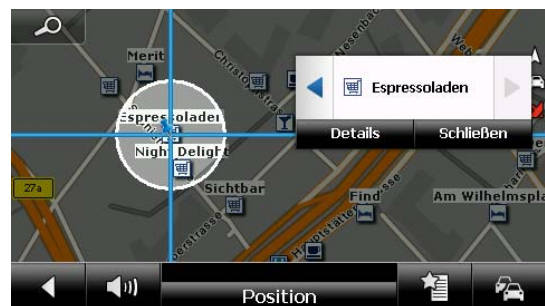 Merit
Espressoladen
Night Delight
Sichtbar
27a
Find
Am Wilhelmspla
Espressoladen
Details
Schließen
Position